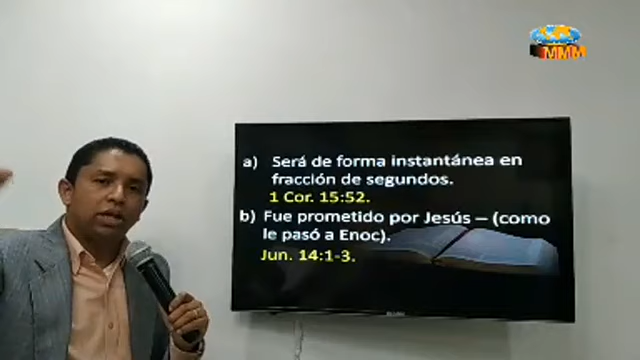 MMM
a) Será de forma instantánea en
fracción de segundos.
1 Cor. 15:52.
b) Fue prometido por Jesús – (como
le pasó a Enoc).
Jun. 14:1-3.